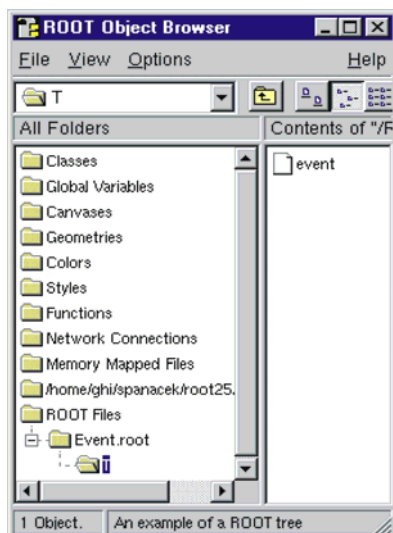 ROOT Object Browser
File View Options Help
T
All Folders
Contents of "/R
Classes
Global Variables
Canvases
Geometries
Colors
Styles
Functions
Network Connections
Memory Mapped Files
/home/ghi/spanacek/root25.
ROOT Files
Event.root
T
event
1 Object.
An example of a ROOT tree